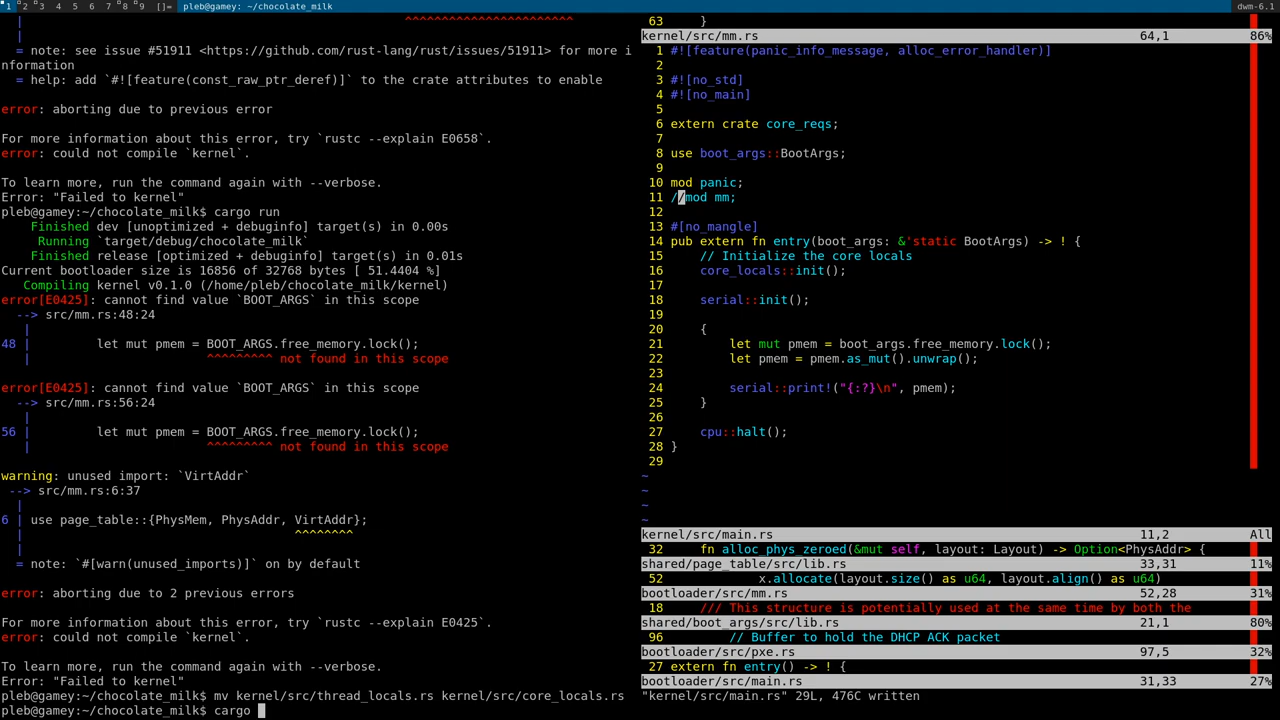 1 2 3 4 5 6 7 8 9 []= pleb@gamey: ~/chocolate_milk dwm-6.1
| ^^^^^^^^^^^^^^^^^^^^^^^
|
= note: see issue #51911 <https://github.com/rust-lang/rust/issues/51911> for more i
nformation
= help: add `#![feature(const_raw_ptr_deref)]` to the crate attributes to enable
error: aborting due to previous error
For more information about this error, try `rustc --explain E0658`.
error: could not compile `kernel`.
To learn more, run the command again with --verbose.
Error: "Failed to kernel"
pleb@gamey:~/chocolate_milk$ cargo run
Finished dev [unoptimized + debuginfo] target(s) in 0.00s
Running `target/debug/chocolate_milk`
Finished release [optimized + debuginfo] target(s) in 0.01s
Current bootloader size is 16856 of 32768 bytes [ 51.4404 %]
Compiling kernel v0.1.0 (/home/pleb/chocolate_milk/kernel)
error[E0425]: cannot find value `BOOT_ARGS` in this scope
--> src/mm.rs:48:24
|
48 | let mut pmem = BOOT_ARGS.free_memory.lock();
| ^^^^^^^^^ not found in this scope
error[E0425]: cannot find value `BOOT_ARGS` in this scope
--> src/mm.rs:56:24
|
56 | let mut pmem = BOOT_ARGS.free_memory.lock();
| ^^^^^^^^^ not found in this scope
warning: unused import: `VirtAddr`
--> src/mm.rs:6:37
|
6 | use page_table::{PhysMem, PhysAddr, VirtAddr};
| ^^^^^^^^
|
= note: `#[warn(unused_imports)]` on by default
error: aborting due to 2 previous errors
For more information about this error, try `rustc --explain E0425`.
error: could not compile `kernel`.
To learn more, run the command again with --verbose.
Error: "Failed to kernel"
pleb@gamey:~/chocolate_milk$ mv kernel/src/thread_locals.rs kernel/src/core_locals.rs
pleb@gamey:~/chocolate_milk$ cargo
63 }
kernel/src/mm.rs 64,1 86%
1 #![feature(panic_info_message, alloc_error_handler)]
2
3 #![no_std]
4 #![no_main]
5
6 extern crate core_reqs;
7
8 use boot_args::BootArgs;
9
10 mod panic;
11 //mod mm;
12
13 #[no_mangle]
14 pub extern fn entry(boot_args: &'static BootArgs) -> ! {
15 // Initialize the core locals
16 core_locals::init();
17
18 serial::init();
19
20 {
21 let mut pmem = boot_args.free_memory.lock();
22 let pmem = pmem.as_mut().unwrap();
23
24 serial::print!("{:?}\n", pmem);
25 }
26
27 cpu::halt();
28 }
29
~
~
~
~
kernel/src/main.rs 11,2 All
32 fn alloc_phys_zeroed(&mut self, layout: Layout) -> Option<PhysAddr> {
shared/page_table/src/lib.rs 33,31 11%
52 x.allocate(layout.size() as u64, layout.align() as u64)
bootloader/src/mm.rs 52,28 31%
18 /// This structure is potentially used at the same time by both the
shared/boot_args/src/lib.rs 21,1 80%
96 // Buffer to hold the DHCP ACK packet
bootloader/src/pxe.rs 97,5 32%
27 extern fn entry() -> ! {
bootloader/src/main.rs 31,33 27%
"kernel/src/main.rs" 29L, 476C written